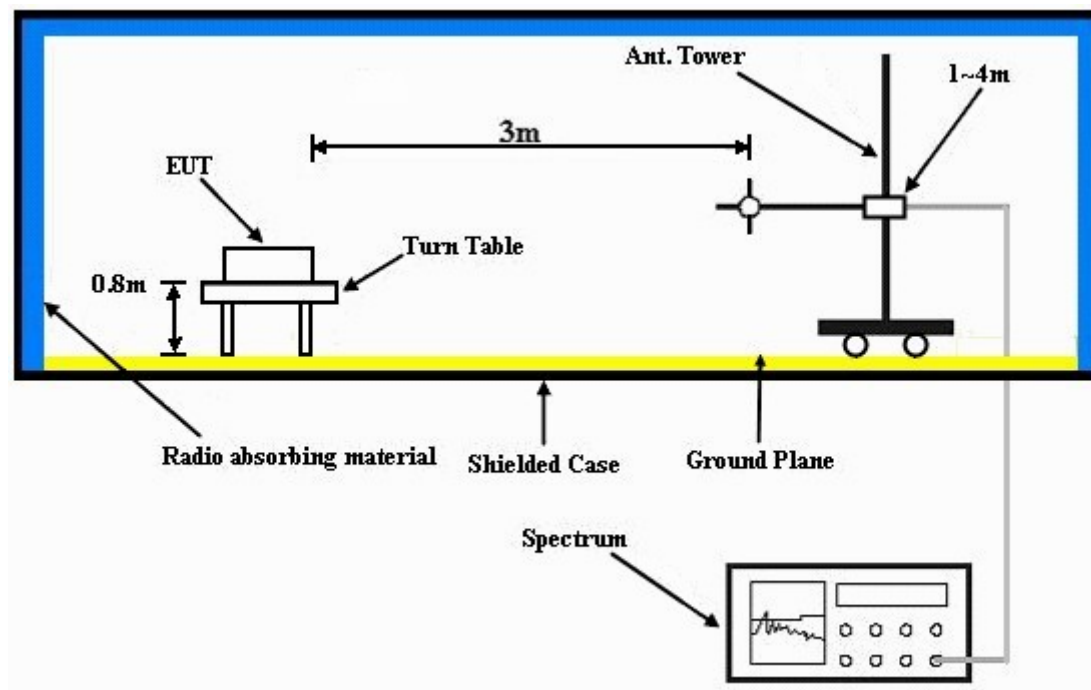 Ant. Tower
1~4m
3m
EUT
Turn Table
0.8m
Radio absorbing material
Shielded Case
Ground Plane
Spectrum